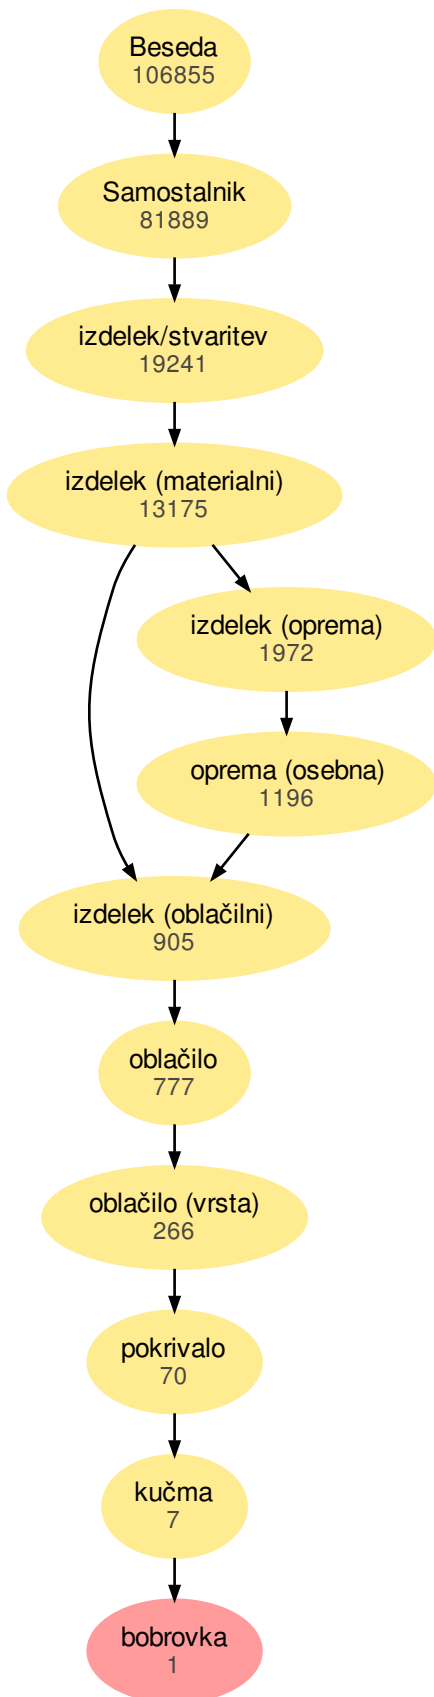 Beseda
106855
Samostalnik
81889
izdelek/stvaritev
19241
izdelek (materialni)
13175
izdelek (oprema)
1972
oprema (osebna)
1196
izdelek (oblačilni)
905
oblačilo
777
oblačilo (vrsta)
266
pokrivalo
70
kučma
7
bobrovka
1